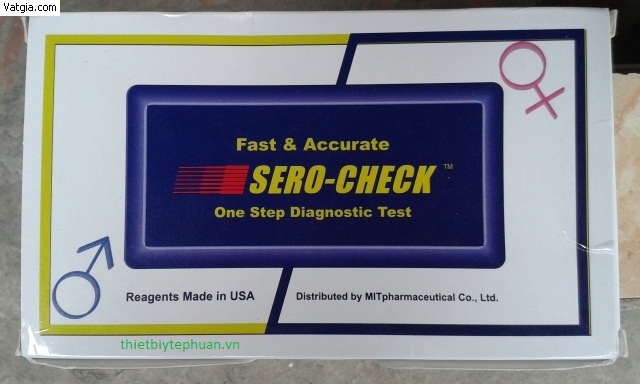 Vatgia.com
Fast & Accurate
SERO-CHECK™
One Step Diagnostic Test
Reagents Made in USA
Distributed by MITpharmaceutical Co., Ltd.
thietbiytephuan.vn